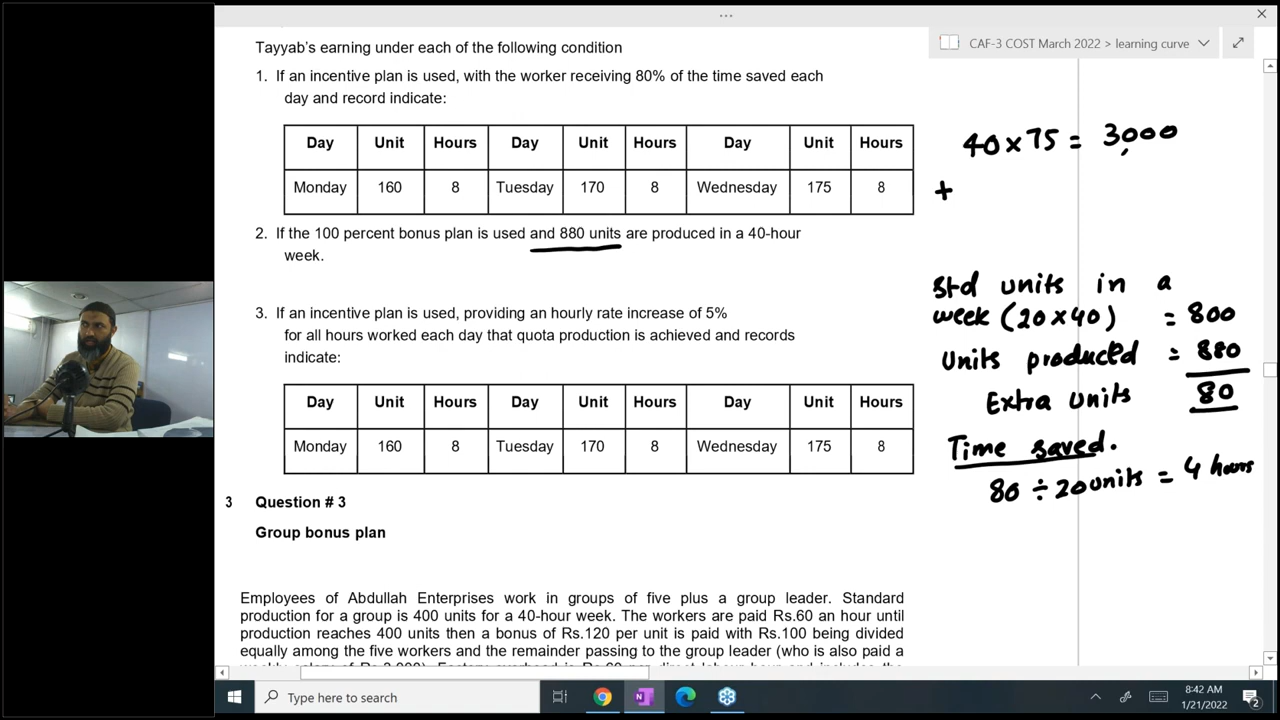 CAF-3 COST March 2022 > learning curve
Tayyab's earning under each of the following condition
1. If an incentive plan is used, with the worker receiving 80% of the time saved each
day and record indicate:
Day Unit Hours Day Unit Hours Day Unit Hours
Monday 160 8 Tuesday 170 8 Wednesday 175 8
2. If the 100 percent bonus plan is used and 880 units are produced in a 40-hour
week.
3. If an incentive plan is used, providing an hourly rate increase of 5%
for all hours worked each day that quota production is achieved and records
indicate:
Day Unit Hours Day Unit Hours Day Unit Hours
Monday 160 8 Tuesday 170 8 Wednesday 175 8
3 Question # 3
Group bonus plan
Employees of Abdullah Enterprises work in groups of five plus a group leader. Standard
production for a group is 400 units for a 40-hour week. The workers are paid Rs.60 an hour until
production reaches 400 units then a bonus of Rs.120 per unit is paid with Rs.100 being divided
equally among the five workers and the remainder passing to the group leader (who is also paid a
40 x 75 = 3,000
+
Std units in a
week (20 x 40) = 800
Units produced = 880
Extra units 80
Time saved.
80 ÷ 20 units = 4 hours
Type here to search
8:42 AM
1/21/2022
2